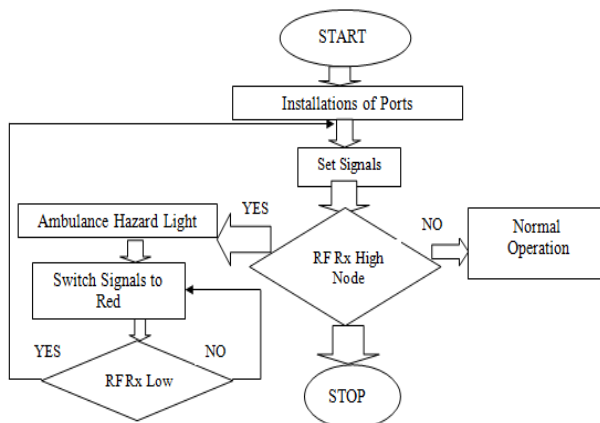 START
Installations of Ports
Set Signals
YES
Ambulance Hazard Light
NO
Normal
Operation
RF Rx High
Node
Switch Signals to
Red
YES
NO
RF Rx Low
STOP